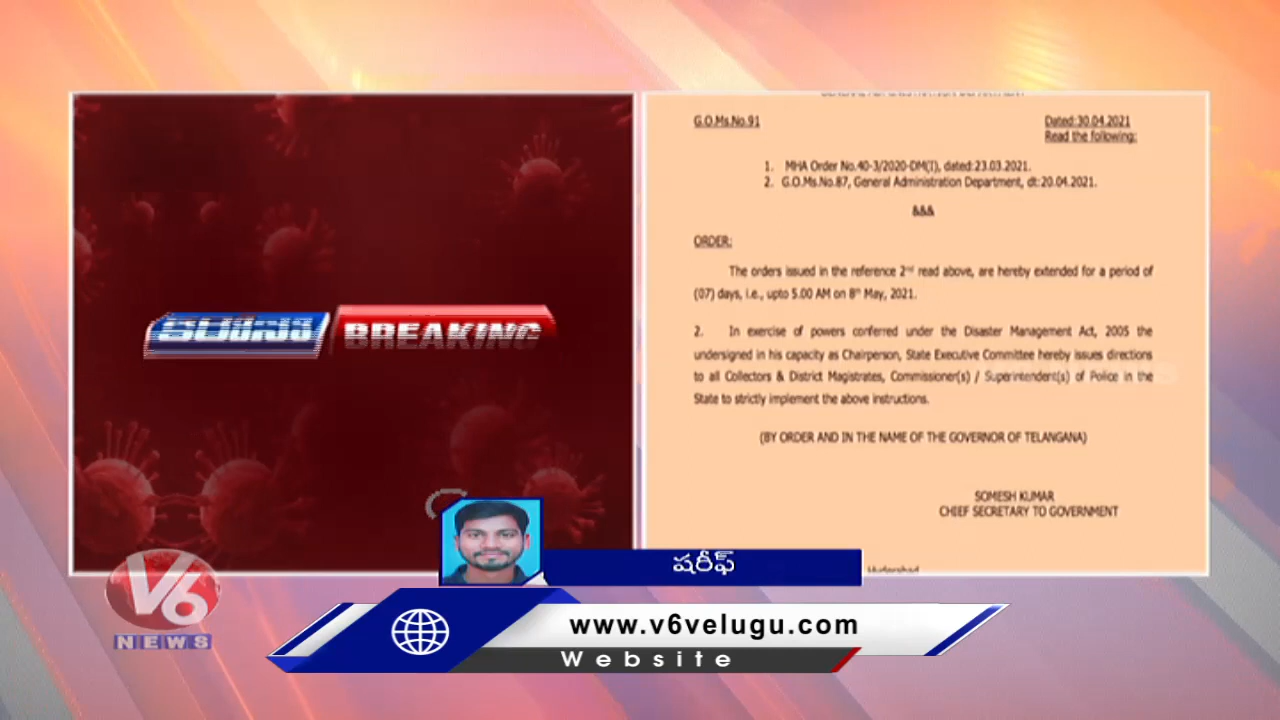 BREAKING
G.O.Ms.No.91
Dated:30.04.2021
Read the following:
1. MHA Order No.40-3/2020-DM(I), dated:23.03.2021.
2. G.O.Ms.No.87, General Administration Department, dt:20.04.2021.
&&&
ORDER:
The orders issued in the reference 2nd read above, are hereby extended for a period of
(07) days, i.e., upto 5.00 AM on 8th May, 2021.
2. In exercise of powers conferred under the Disaster Management Act, 2005 the
undersigned in his capacity as Chairperson, State Executive Committee hereby issues directions
to all Collectors & District Magistrates, Commissioner(s) / Superintendent(s) of Police in the
State to strictly implement the above instructions.
(BY ORDER AND IN THE NAME OF THE GOVERNOR OF TELANGANA)
SOMESH KUMAR
CHIEF SECRETARY TO GOVERNMENT
Hyderabad
షరీఫ్
V6
NEWS
www.v6velugu.com
Website